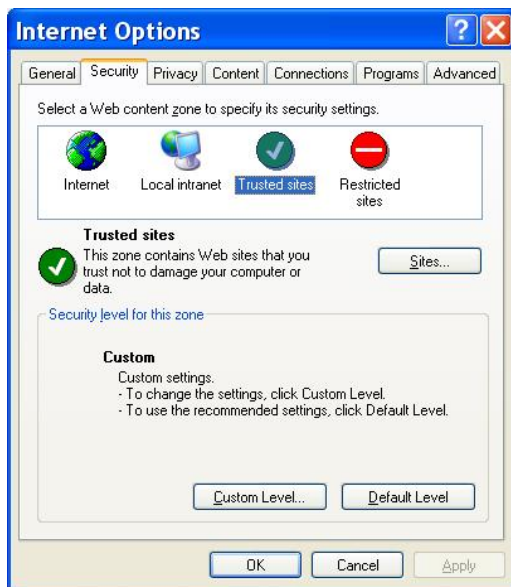 Internet Options
General Security Privacy Content Connections Programs Advanced
Select a Web content zone to specify its security settings.
Internet Local intranet Trusted sites Restricted sites
Trusted sites
This zone contains Web sites that you
trust not to damage your computer or
data.
Sites...
Security level for this zone
Custom
Custom settings.
- To change the settings, click Custom Level.
- To use the recommended settings, click Default Level.
Custom Level... Default Level
OK Cancel Apply